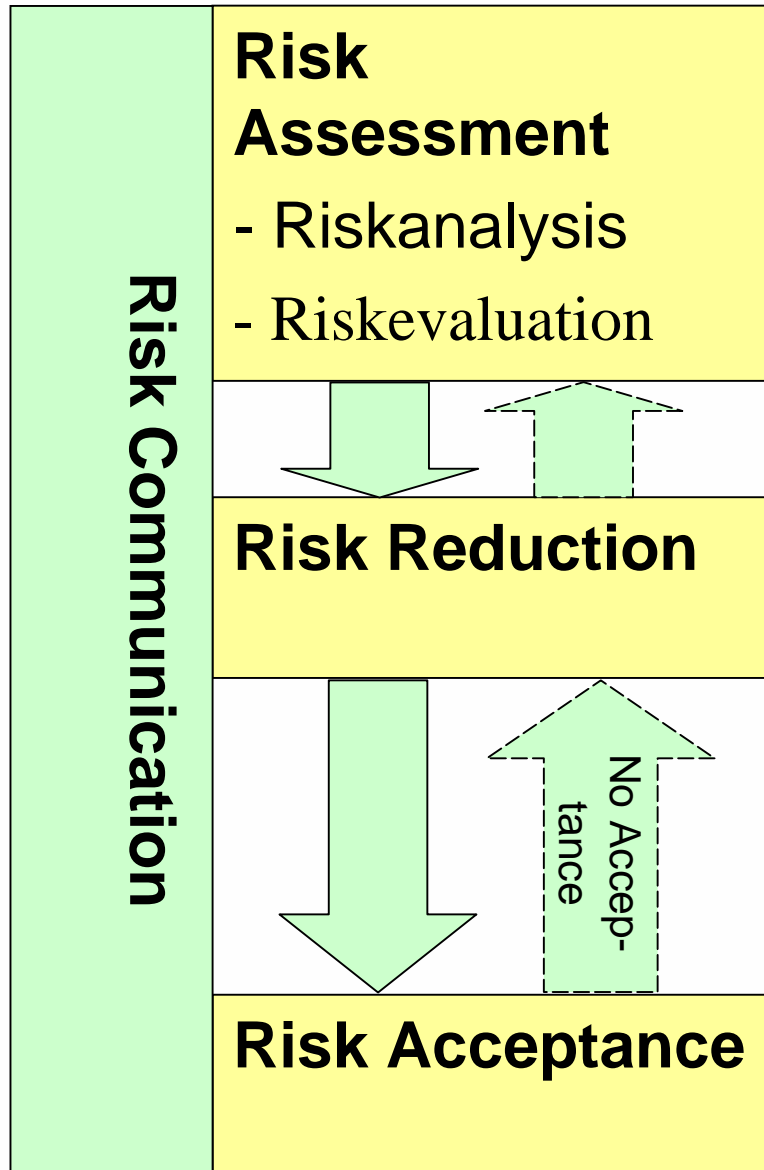 Risk Communication
Risk
Assessment
- Riskanalysis
- Riskevaluation
Risk Reduction
No Accep-
tance
Risk Acceptance